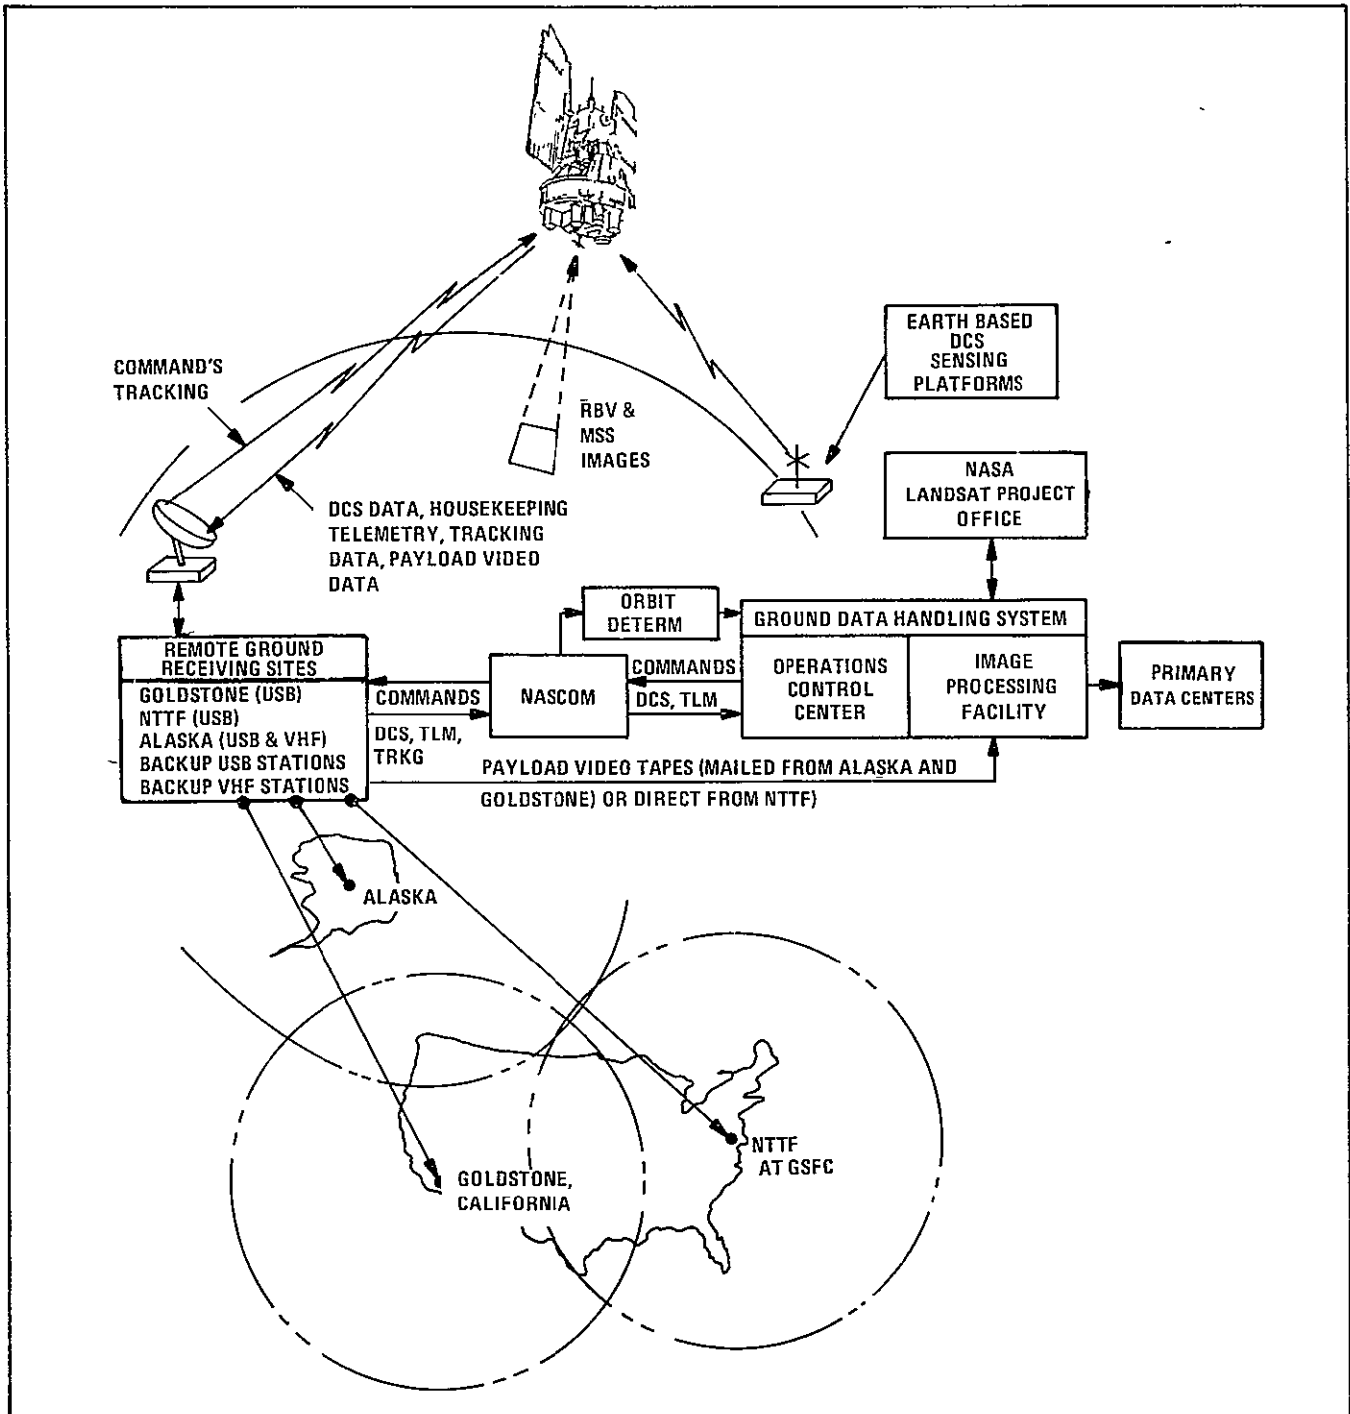 COMMAND'S
TRACKING
RBV &
MSS
IMAGES
EARTH BASED
DCS
SENSING
PLATFORMS
DCS DATA, HOUSEKEEPING
TELEMETRY, TRACKING
DATA, PAYLOAD VIDEO
DATA
NASA
LANDSAT PROJECT
OFFICE
ORBIT
DETERM
GROUND DATA HANDLING SYSTEM
OPERATIONS
CONTROL
CENTER
IMAGE
PROCESSING
FACILITY
PRIMARY
DATA CENTERS
REMOTE GROUND
RECEIVING SITES
GOLDSTONE (USB)
NTTF (USB)
ALASKA (USB & VHF)
BACKUP USB STATIONS
BACKUP VHF STATIONS
COMMANDS
DCS, TLM,
TRKG
NASCOM
COMMANDS
DCS, TLM
PAYLOAD VIDEO TAPES (MAILED FROM ALASKA AND
GOLDSTONE) OR DIRECT FROM NTTF)
ALASKA
GOLDSTONE,
CALIFORNIA
NTTF
AT GSFC